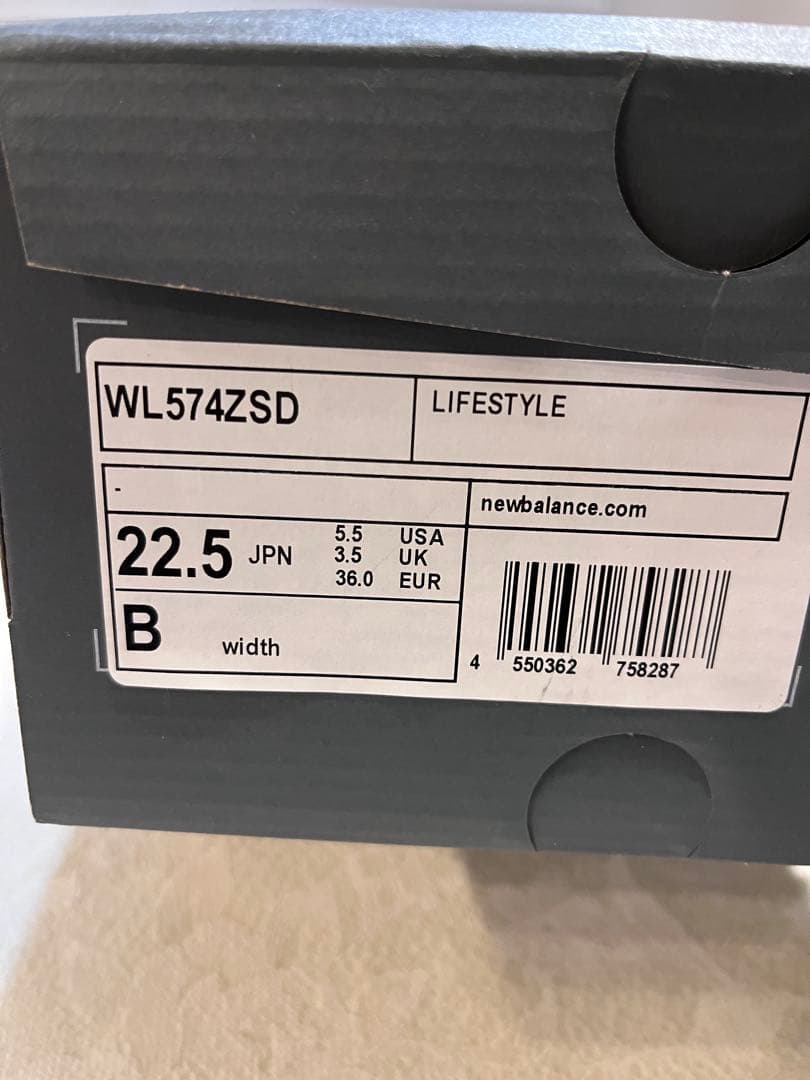 WL574ZSD
LIFESTYLE
-
newbalance.com
22.5 JPN
5.5 USA
3.5 UK
36.0 EUR
B width
4 550362 758287